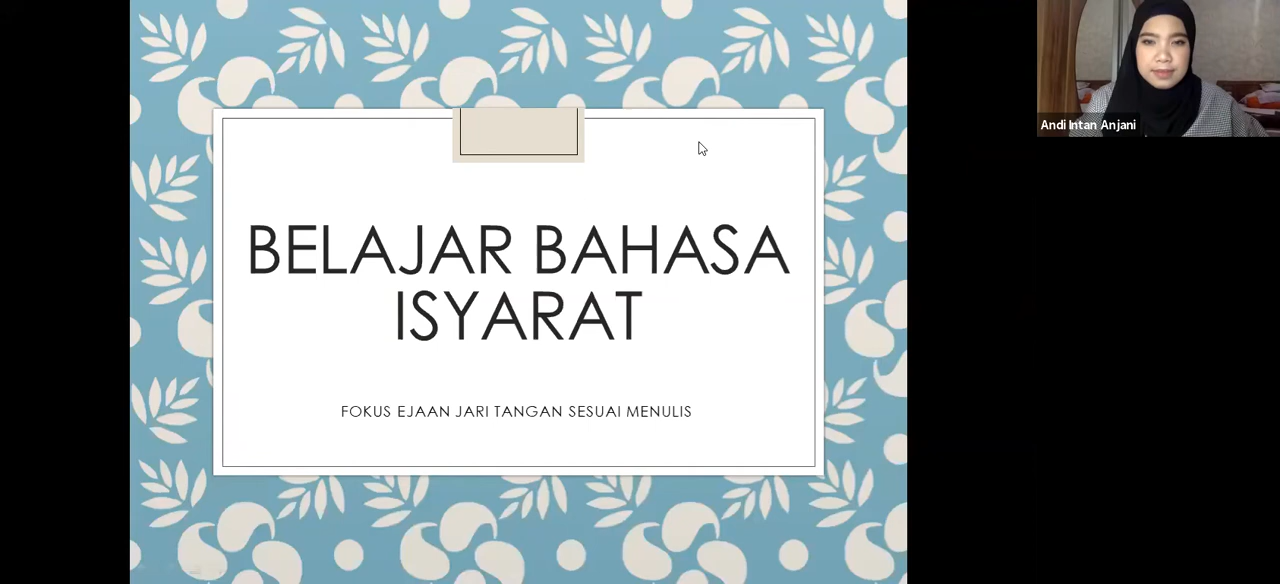 BELAJAR BAHASA
ISYARAT
FOKUS EJAAN JARI TANGAN SESUAI MENULIS
Andi Intan Anjani